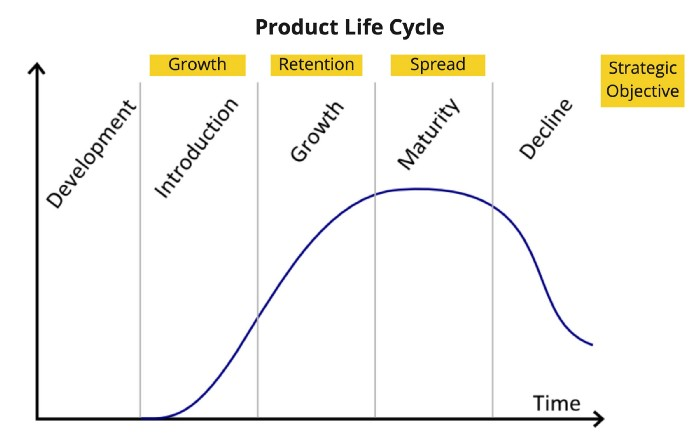 Product Life Cycle
Growth
Retention
Spread
Strategic
Objective
Development
Introduction
Growth
Maturity
Decline
Time